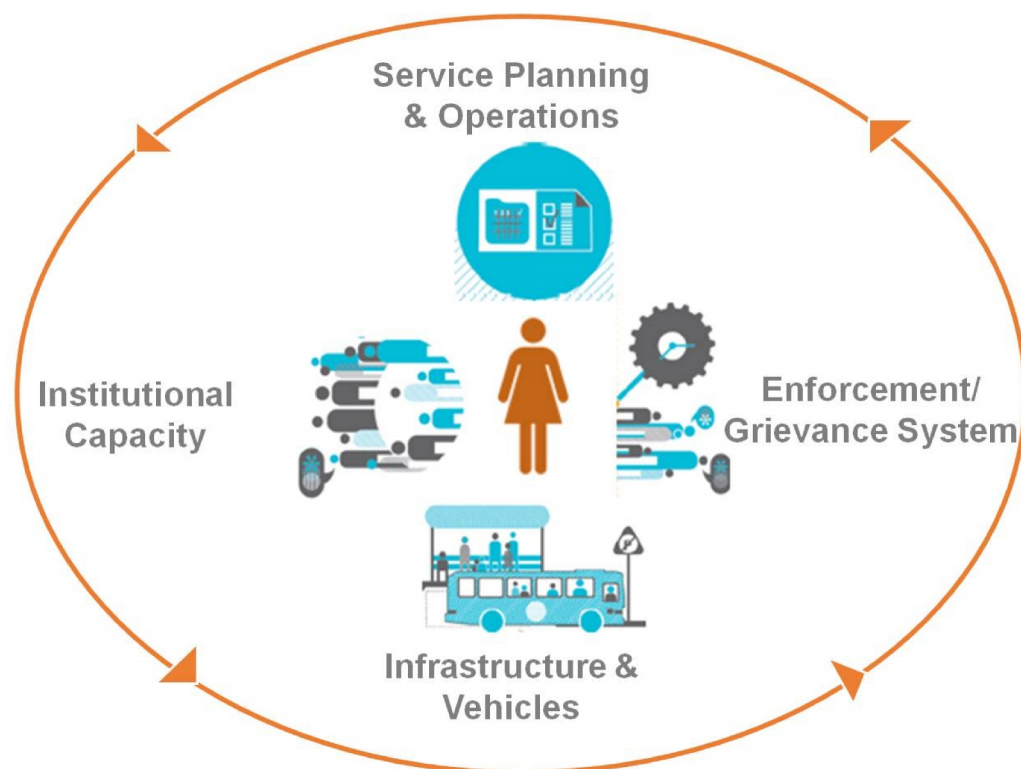 Service Planning
& Operations
Institutional
Capacity
Enforcement/
Grievance System
Infrastructure &
Vehicles